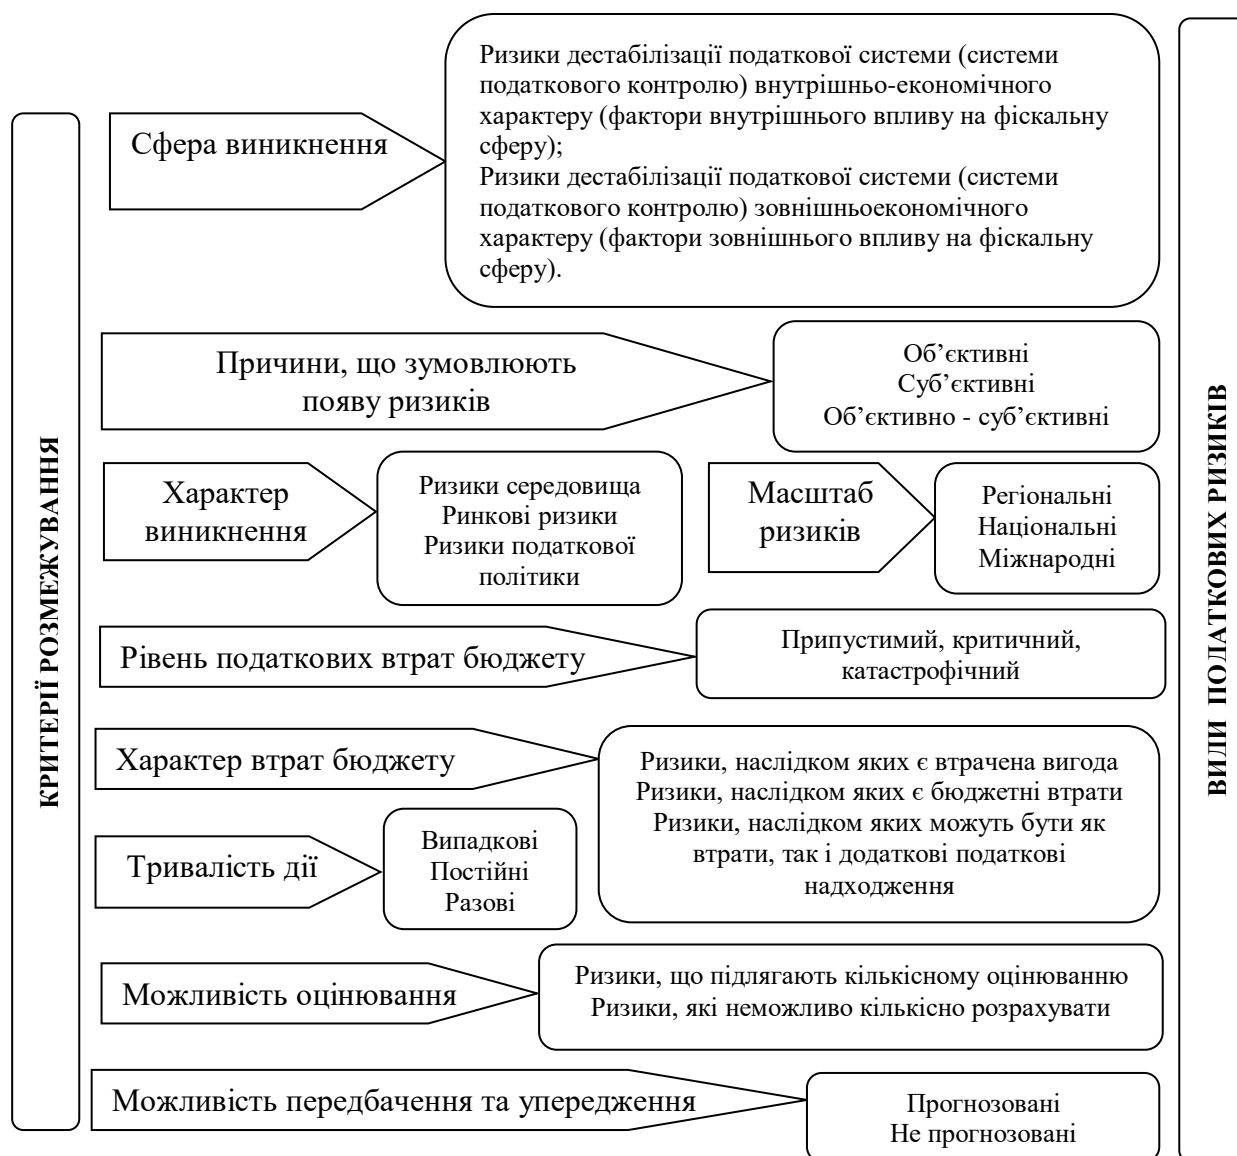 КРИТЕРІЇ РОЗМЕЖУВАННЯ
Сфера виникнення
Ризики дестабілізації податкової системи (системи
податкового контролю) внутрішньо-економічного
характеру (фактори внутрішнього впливу на фіскальну
сферу);
Ризики дестабілізації податкової системи (системи
податкового контролю) зовнішньоекономічного
характеру (фактори зовнішнього впливу на фіскальну
сферу).
Причини, що зумовлюють
появу ризиків
Об’єктивні
Суб’єктивні
Об’єктивно - суб’єктивні
Характер
виникнення
Ризики середовища
Ринкові ризики
Ризики податкової
політики
Масштаб
ризиків
Регіональні
Національні
Міжнародні
Рівень податкових втрат бюджету
Припустимий, критичний,
катастрофічний
Характер втрат бюджету
Ризики, наслідком яких є втрачена вигода
Ризики, наслідком яких є бюджетні втрати
Ризики, наслідком яких можуть бути як
втрати, так і додаткові податкові
надходження
Тривалість дії
Випадкові
Постійні
Разові
Можливість оцінювання
Ризики, що підлягають кількісному оцінюванню
Ризики, які неможливо кількісно розрахувати
Можливість передбачення та упередження
Прогнозовані
Не прогнозовані
ВИДИ ПОДАТКОВИХ РИЗИКІВ